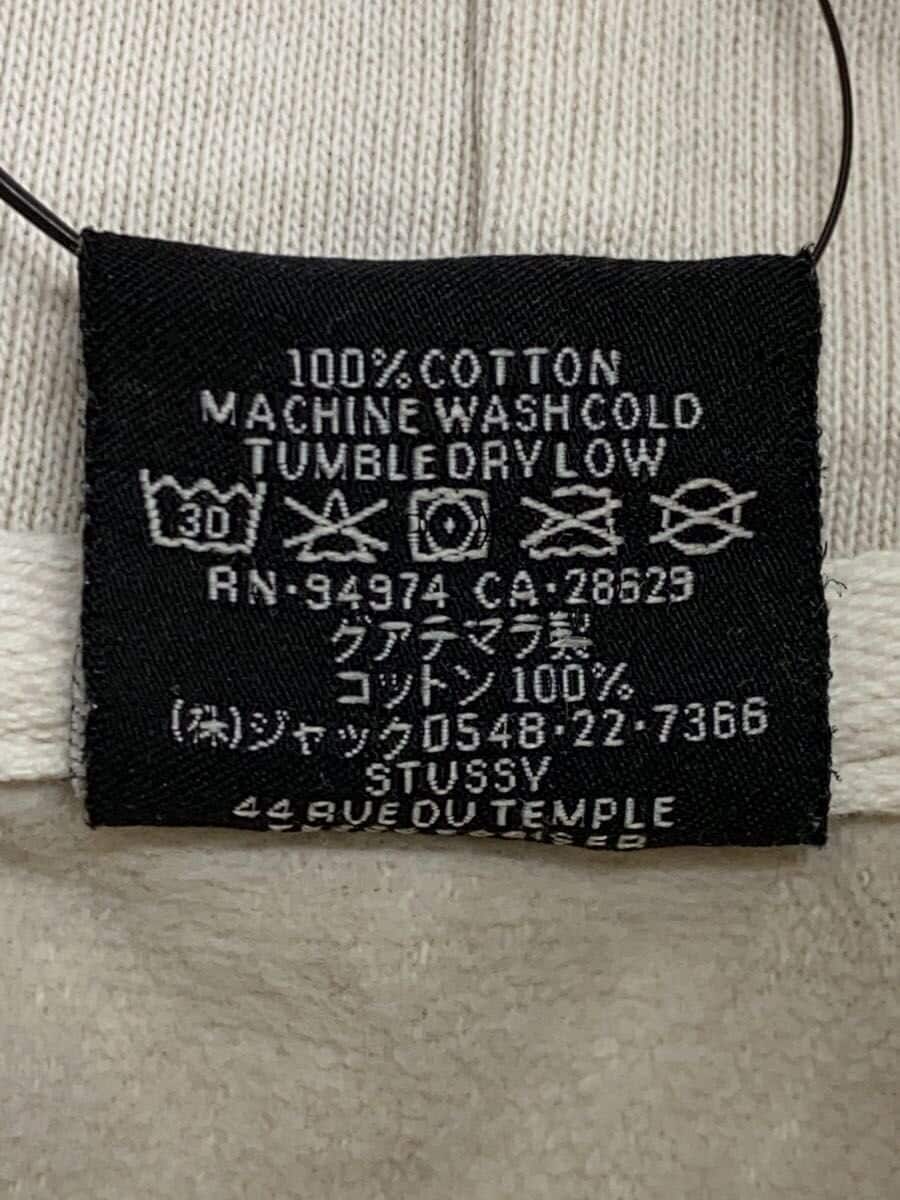 100% COTTON
MACHINE WASH COLD
TUMBLE DRY LOW
30
RN·94974 CA·28629
グアテマラ製
コットン 100%
(株)ジャック0548·22·7366
STUSSY
44 RUE DU TEMPLE